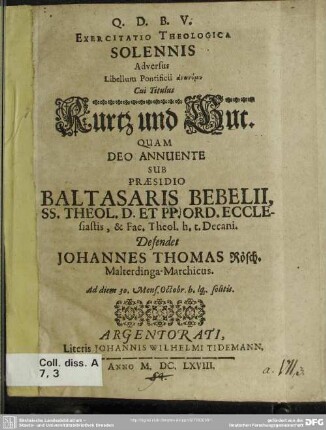 Q. D. B. V.
EXERCITATIO THEOLOGICA
SOLENNIS
Adversus
Libellum Pontificii
Cui Titulus
Kurtz und Gut.
QUAM
DEO ANNUENTE
SUB
PRÆSIDIO
BALTASARIS BEBELII,
SS. THEOL. D. ET PP. ORD. ECCLE-
siastis, & Fac. Theol. h. t. Decani.
Defendet
JOHANNES THOMAS Rösch.
Malterdinga-Marchicus.
Ad diem 30. Mens. Octobr. h. lq. solitis.
ARGENTORATI,
Literis JOHANNIS WILHELMI TIDEMANN,
ANNO M. DC. LXVIII.
Coll. diss. A
7, 3